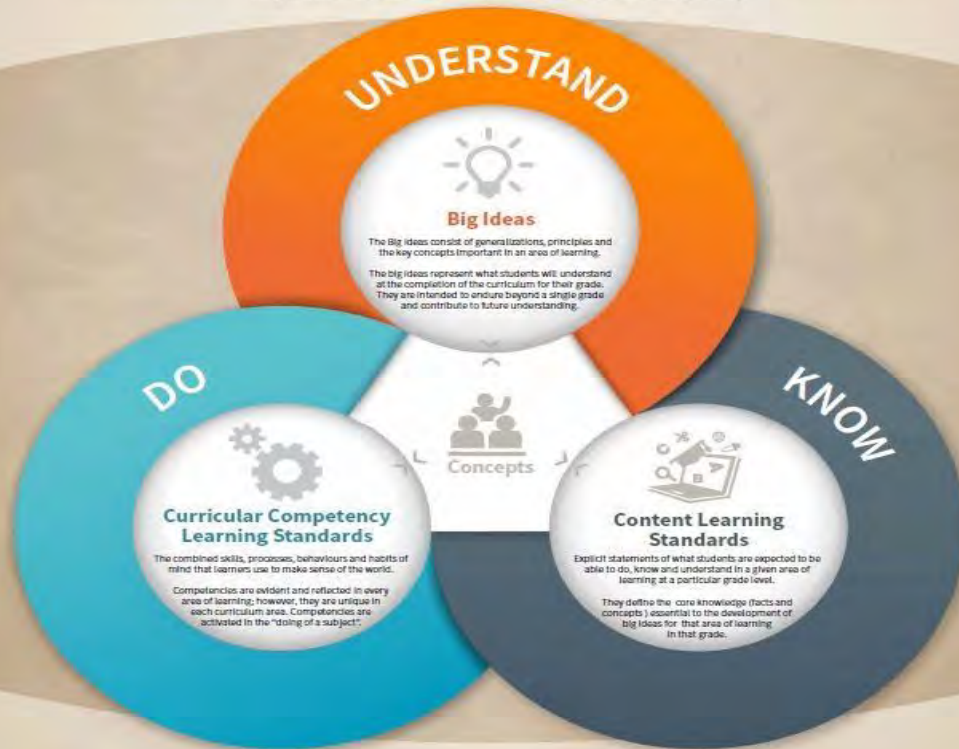 UNDERSTAND
Big Ideas
The Big Ideas consist of generalizations, principles and
the key concepts important in an area of learning.
The big ideas represent what students will understand
at the completion of the curriculum for their grade.
They are intended to endure beyond a single grade
and contribute to future understanding.
DO
KNOW
Concepts
Curricular Competency
Learning Standards
The combined skills, processes, behaviours and habits of
mind that learners use to make sense of the world.
Competencies are evident and reflected in every
area of learning; however, they are unique in
each curriculum area. Competencies are
activated in the "doing of a subject".
Content Learning
Standards
Explicit statements of what students are expected to be
able to do, know and understand in a given area of
learning at a particular grade level.
They define the core knowledge (facts and
concepts ) essential to the development of
big ideas for that area of learning
in that grade.
A
B